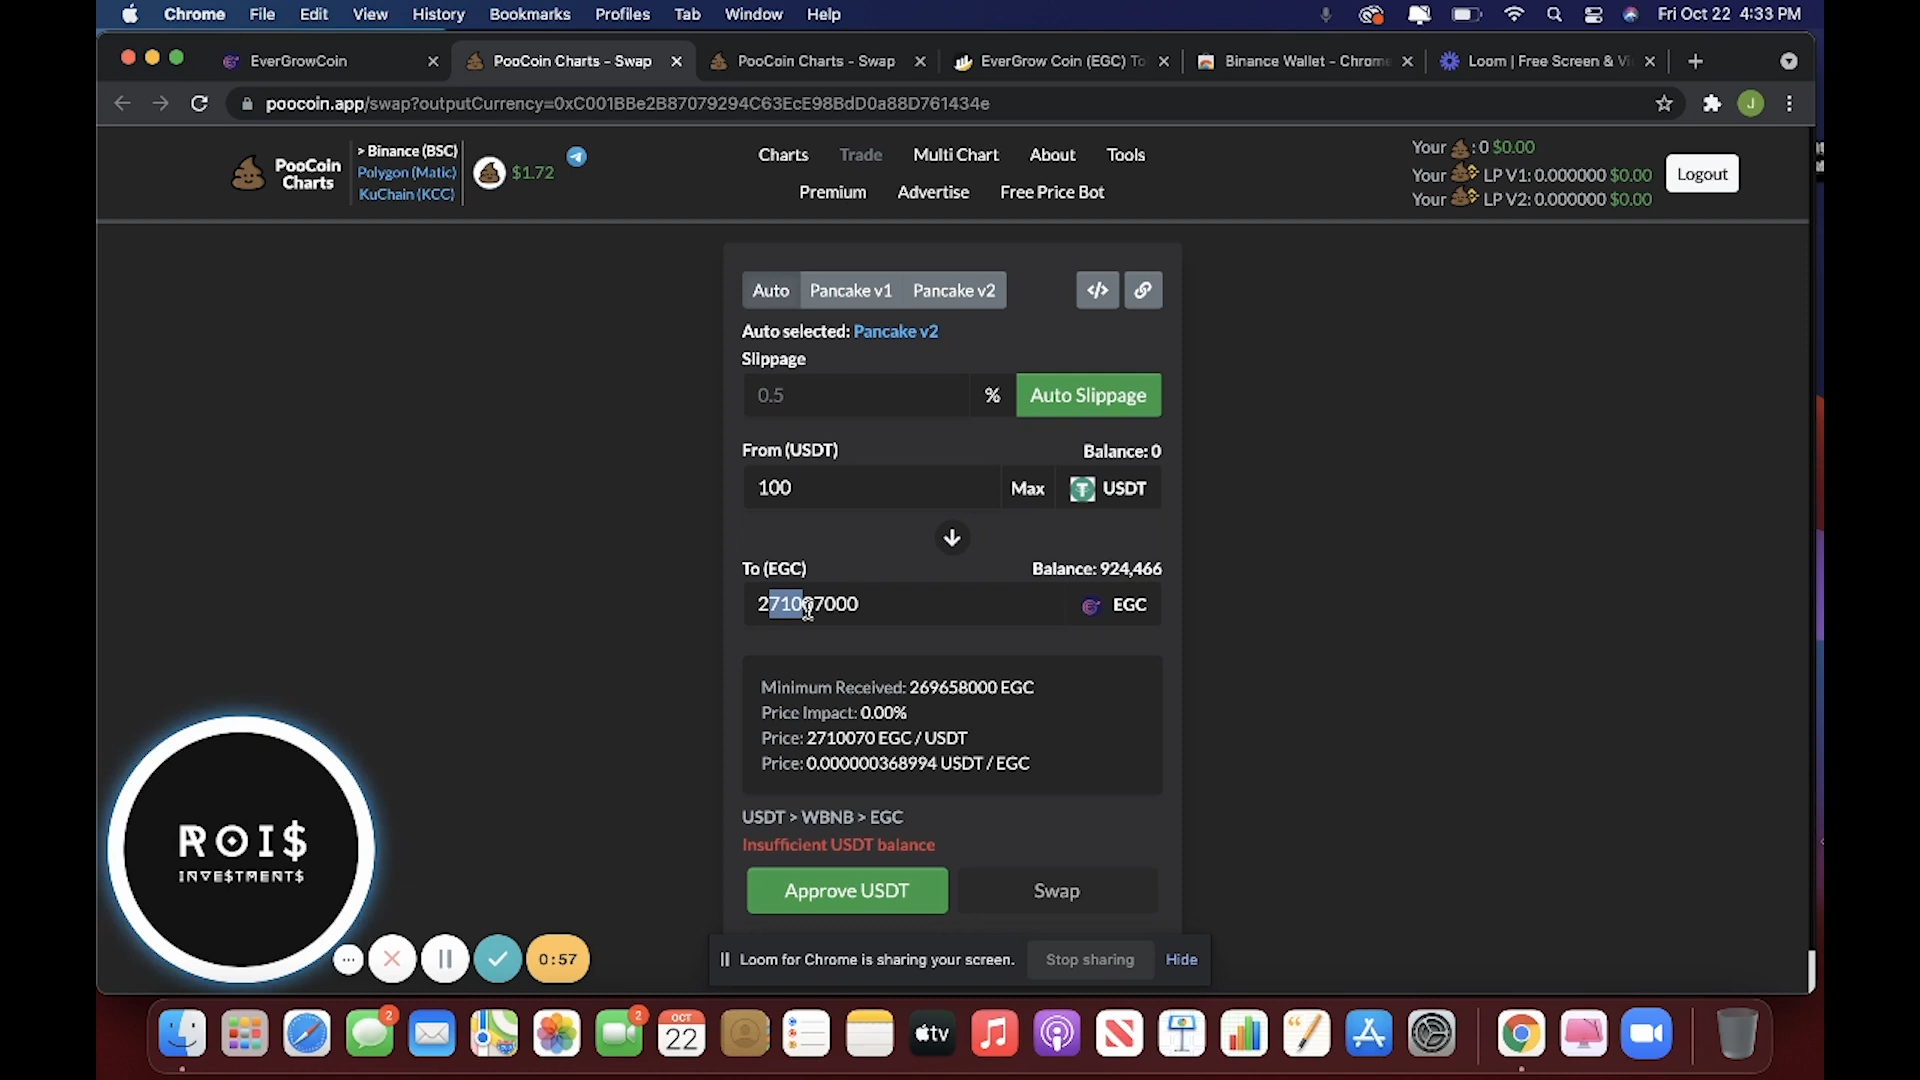 Chrome File Edit View History Bookmarks Profiles Tab Window Help Fri Oct 22 4:33 PM
EverGrowCoin PooCoin Charts - Swap PooCoin Charts - Swap EverGrow Coin (EGC) To Binance Wallet - Chrome Loom | Free Screen & Vi
poocoin.app/swap?outputCurrency=0xC001BBe2B87079294C63EcE98BdD0a88D761434e J
PooCoin Charts
> Binance (BSC)
Polygon (Matic)
KuChain (KCC)
$1.72
Charts Trade Multi Chart About Tools
Premium Advertise Free Price Bot
Your : 0 $0.00
Your LP V1: 0.000000 $0.00
Your LP V2: 0.000000 $0.00
Logout
Auto Pancake v1 Pancake v2 </>
Auto selected: Pancake v2
Slippage
0.5 % Auto Slippage
From (USDT) Balance: 0
100 Max USDT
To (EGC) Balance: 924,466
271007000 EGC
Minimum Received: 269658000 EGC
Price Impact: 0.00%
Price: 2710070 EGC / USDT
Price: 0.000000368994 USDT / EGC
USDT > WBNB > EGC
Insufficient USDT balance
Approve USDT Swap
ROI$
INVE$TMENT$
0:57
Loom for Chrome is sharing your screen. Stop sharing Hide
2 2 OCT
22 tv